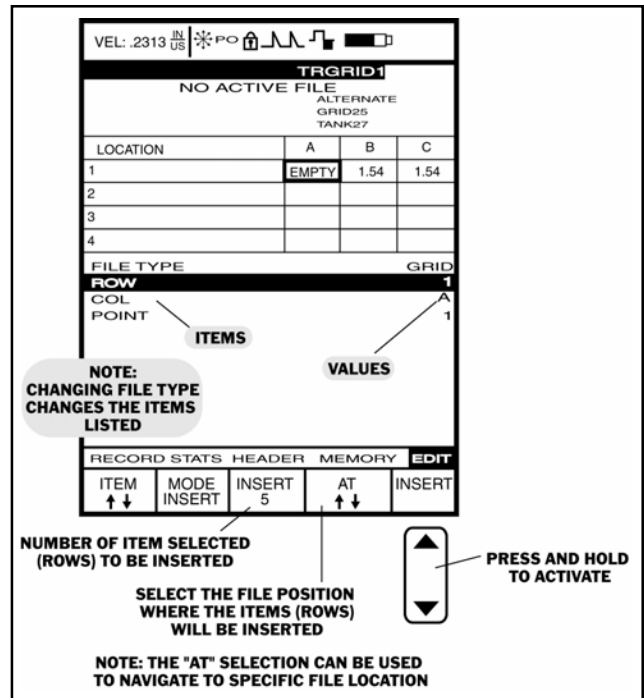 VEL: .2313 IN US PO
TRGRID1
NO ACTIVE FILE
ALTERNATE
GRID25
TANK27
LOCATION A B C
1 EMPTY 1.54 1.54
2
3
4
FILE TYPE GRID
ROW 1
COL A
POINT 1
ITEMS
VALUES
NOTE:
CHANGING FILE TYPE
CHANGES THE ITEMS
LISTED
RECORD STATS HEADER MEMORY EDIT
ITEM MODE INSERT AT INSERT
INSERT 5
NUMBER OF ITEM SELECTED
(ROWS) TO BE INSERTED
PRESS AND HOLD
TO ACTIVATE
SELECT THE FILE POSITION
WHERE THE ITEMS (ROWS)
WILL BE INSERTED
NOTE: THE "AT" SELECTION CAN BE USED
TO NAVIGATE TO SPECIFIC FILE LOCATION